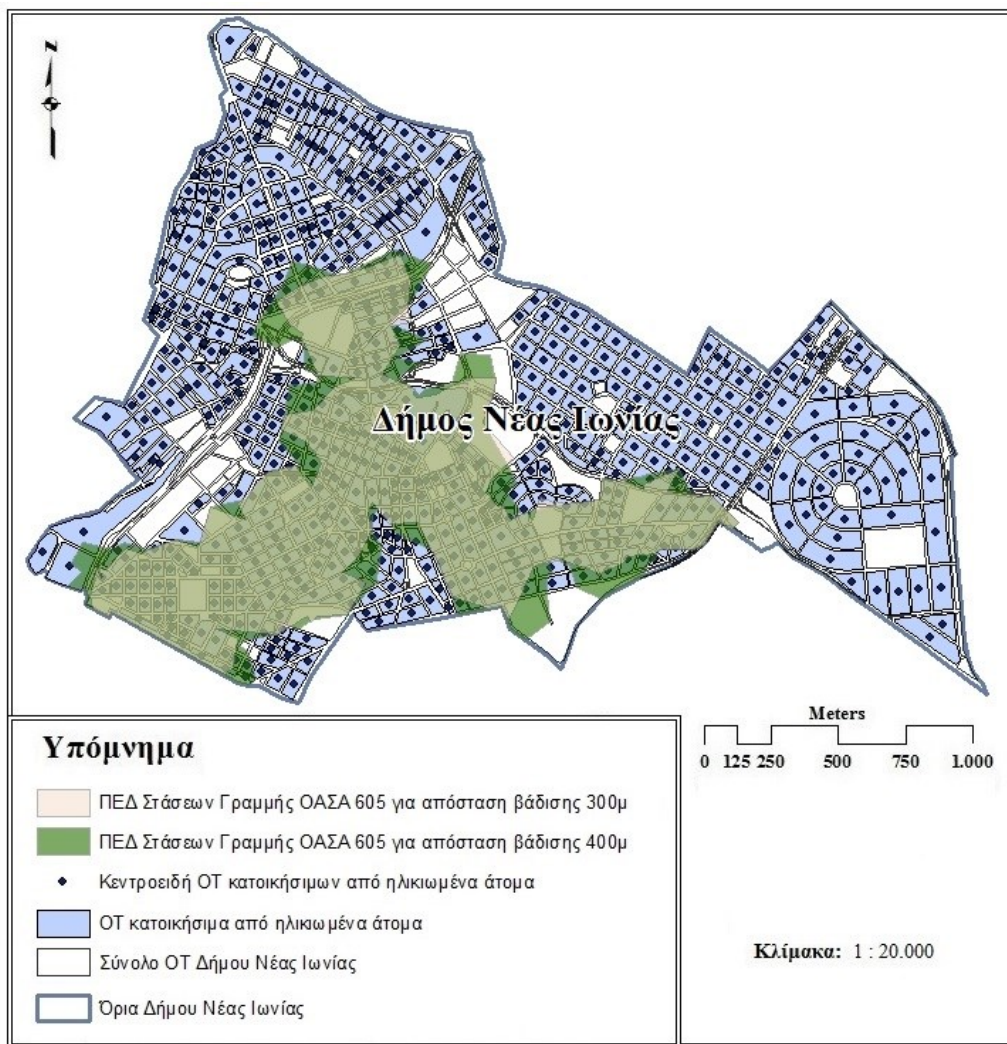 Z
Δήμος Νέας Ιωνίας
Υπόμνημα
ΠΕΔ Στάσεων Γραμμής ΟΑΣΑ 605 για απόσταση βάδισης 300μ
ΠΕΔ Στάσεων Γραμμής ΟΑΣΑ 605 για απόσταση βάδισης 400μ
Κεντροειδή ΟΤ κατοικήσιμων από ηλικιωμένα άτομα
ΟΤ κατοικήσιμα από ηλικιωμένα άτομα
Σύνολο ΟΤ Δήμου Νέας Ιωνίας
Όρια Δήμου Νέας Ιωνίας
Meters
0 125 250 500 750 1.000
Κλίμακα: 1 : 20.000